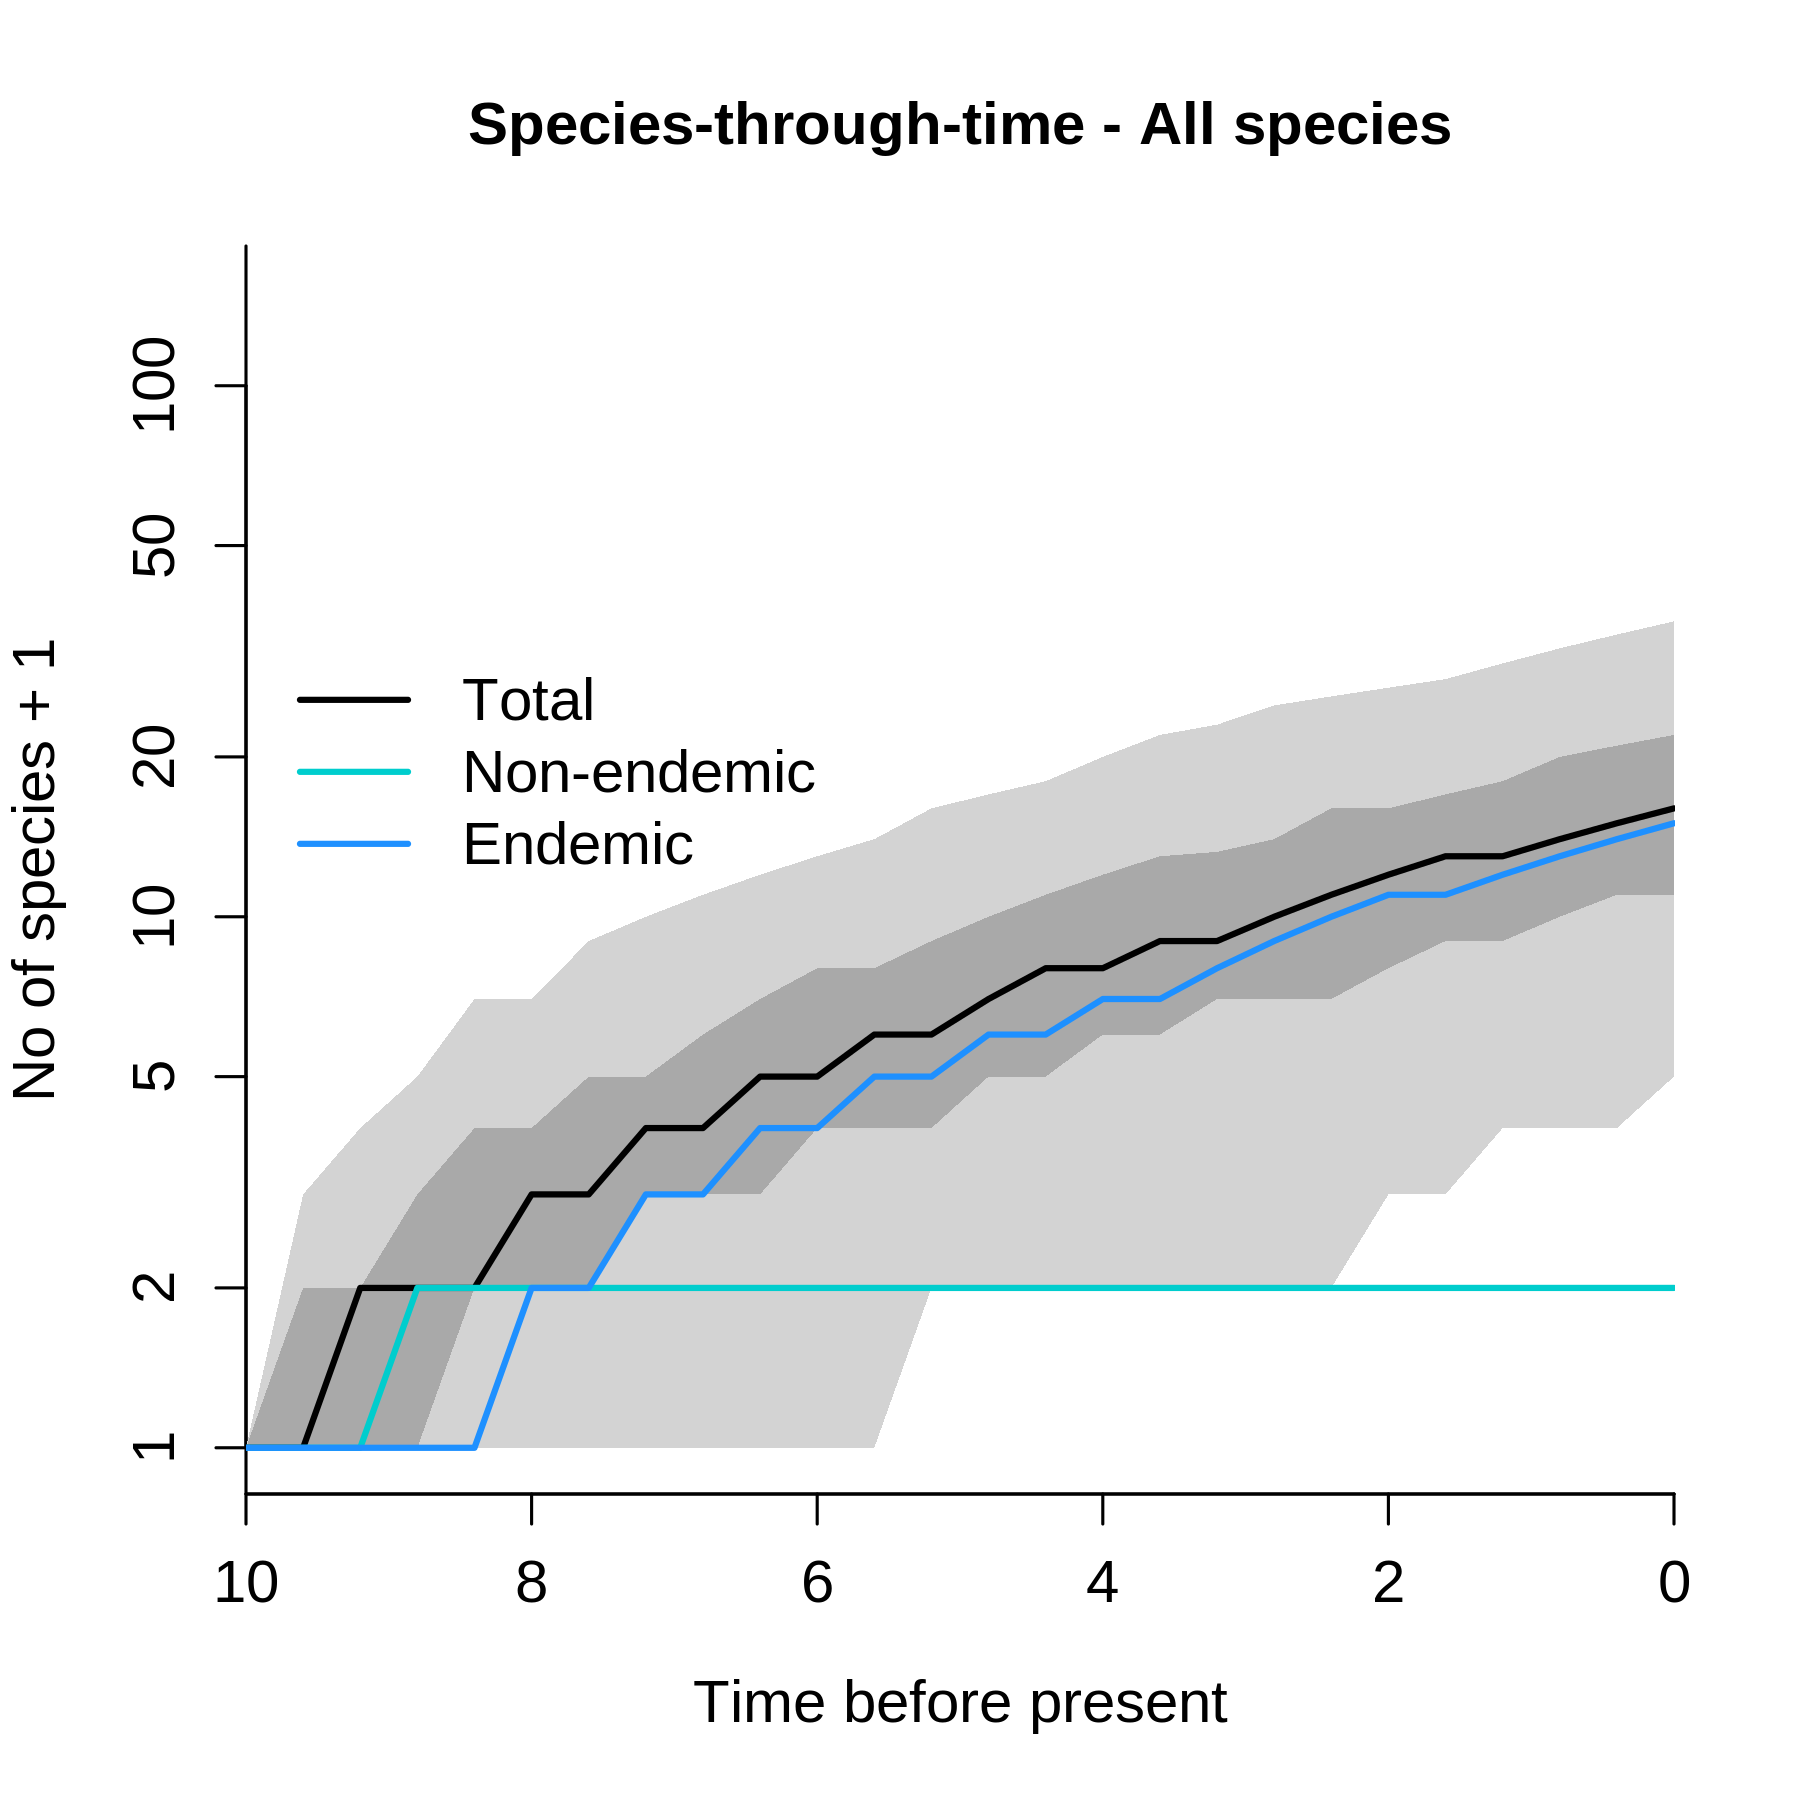 Species-through-time - All species
No of species + 1
100
50
20
10
5
2
1
Total
Non-endemic
Endemic
10 8 6 4 2 0
Time before present